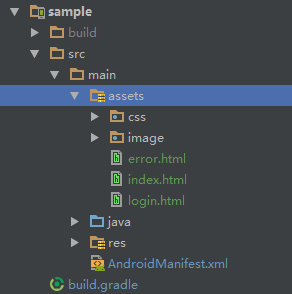 sample
build
src
main
assets
css
image
error.html
index.html
login.html
java
res
AndroidManifest.xml
build.gradle